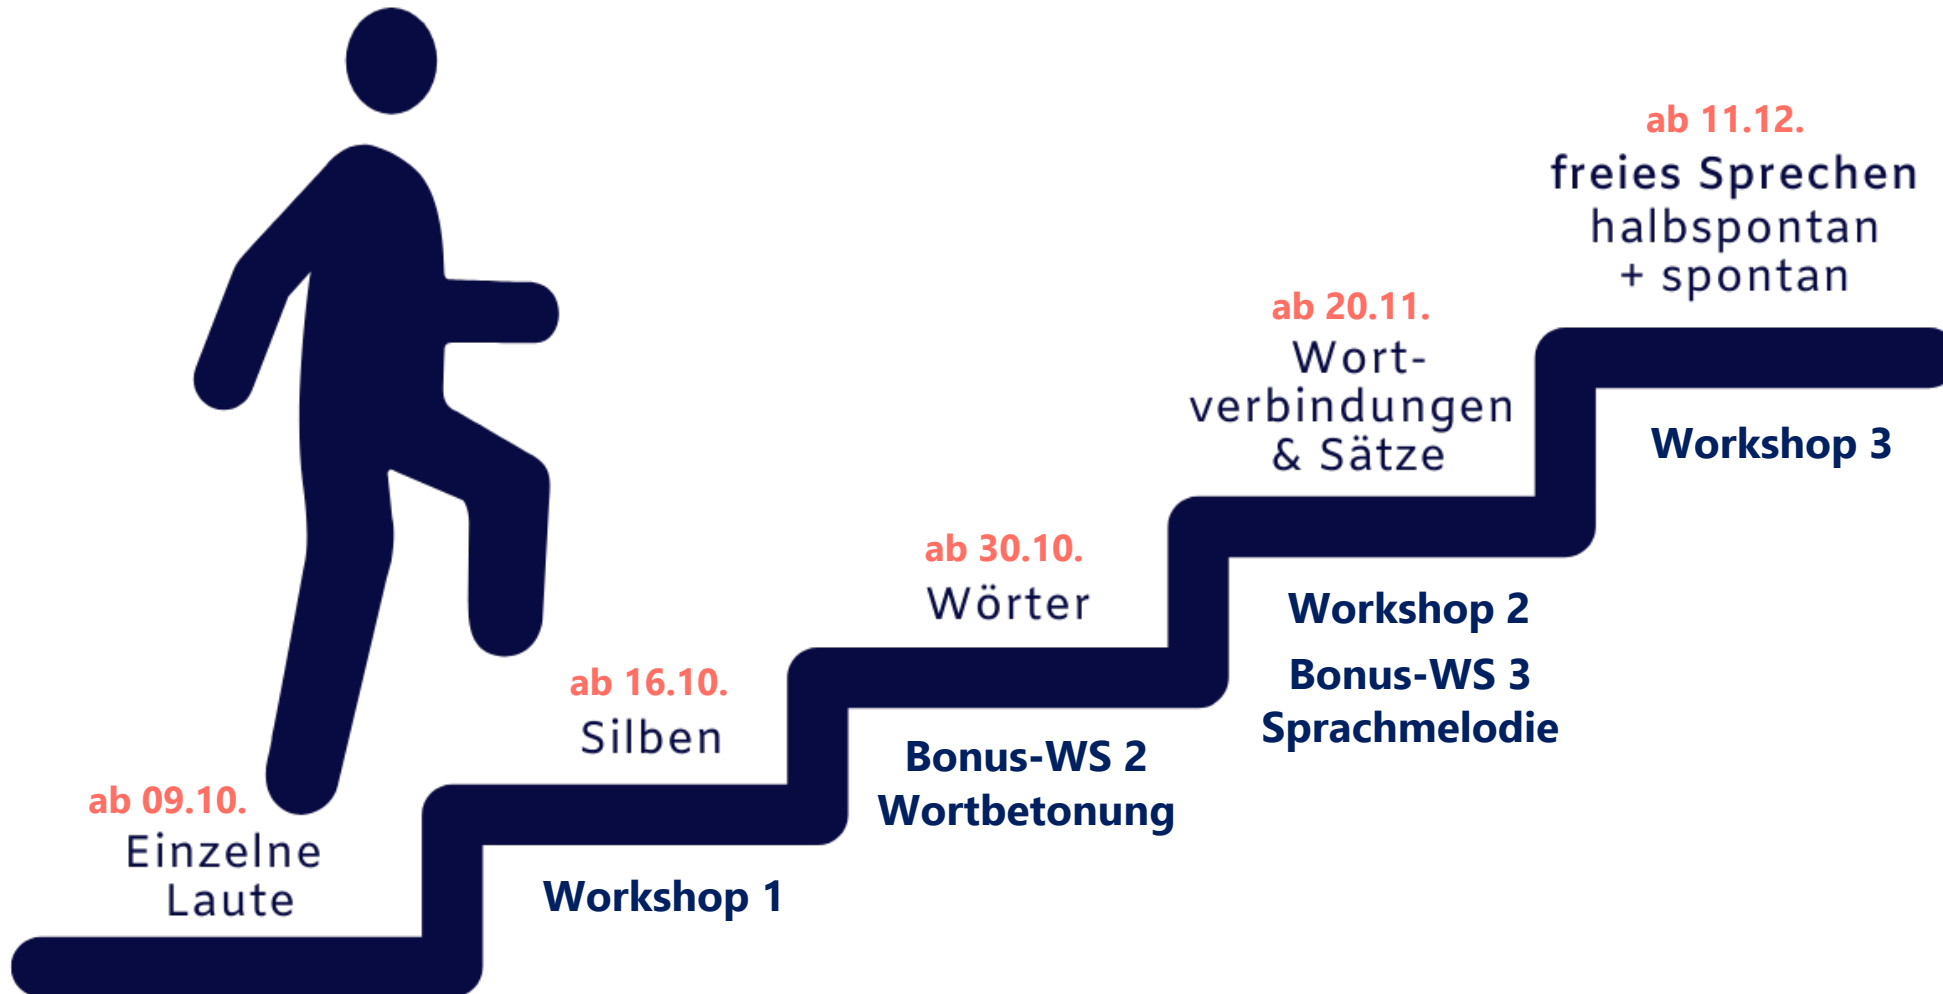 ab 09.10.
Einzelne
Laute
ab 16.10.
Silben
Workshop 1
ab 30.10.
Wörter
Bonus-WS 2
Wortbetonung
ab 20.11.
Wort-
verbindungen
& Sätze
Workshop 2
Bonus-WS 3
Sprachmelodie
ab 11.12.
freies Sprechen
halbspontan
+ spontan
Workshop 3